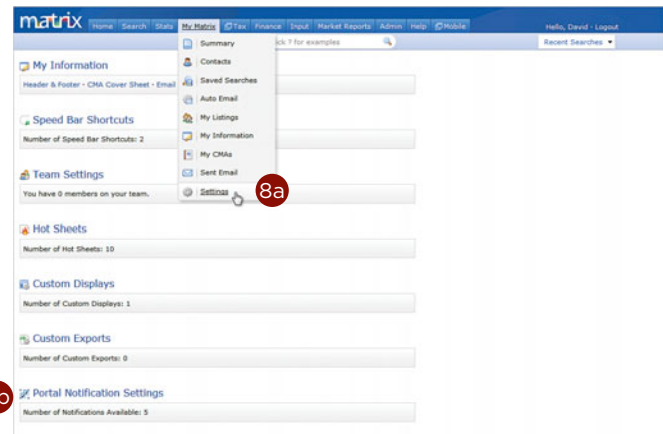 matrix Home Search Stats My Matrix Tax Finance Input Market Reports Admin Help Mobile Hello, David - Logout
ick ? for examples Recent Searches
Summary
Contacts
Saved Searches
Auto Email
My Listings
My Information
My CMAs
Sent Email
Settings
8a
My Information
Header & Footer - CMA Cover Sheet - Email
Speed Bar Shortcuts
Number of Speed Bar Shortcuts: 2
Team Settings
You have 0 members on your team.
Hot Sheets
Number of Hot Sheets: 10
Custom Displays
Number of Custom Displays: 1
Custom Exports
Number of Custom Exports: 0
Portal Notification Settings
Number of Notifications Available: 5